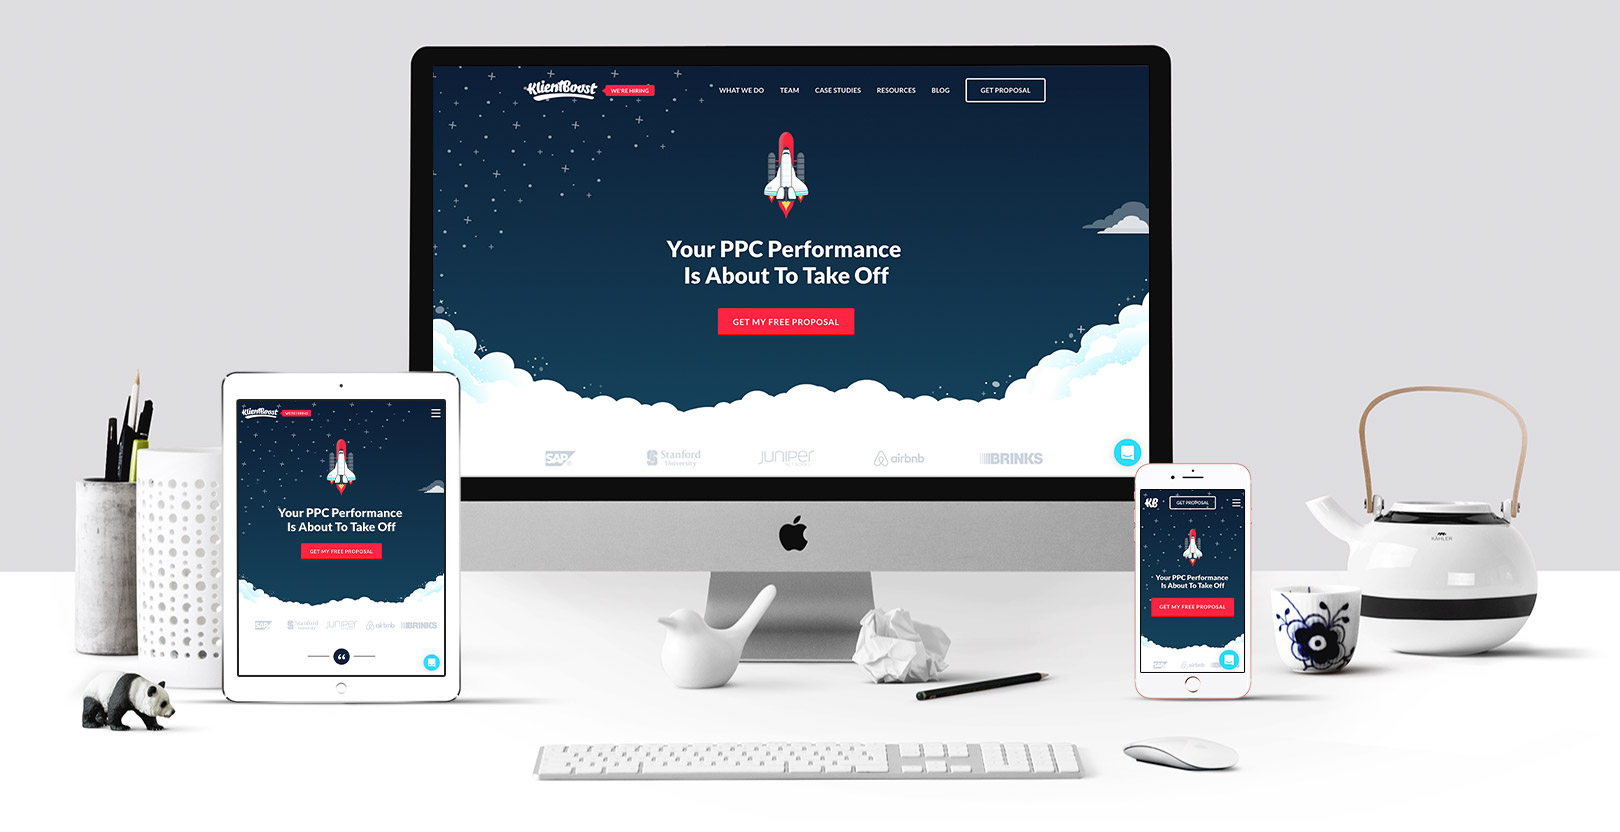 KlientBoost
WE'RE HIRING
WHAT WE DO
TEAM
CASE STUDIES
RESOURCES
BLOG
GET PROPOSAL
Your PPC Performance
Is About To Take Off
GET MY FREE PROPOSAL
SAP
Stanford
University
JUNIPER
NETWORKS
airbnb
BRINKS
KlientBoost
WE'RE HIRING
Your PPC Performance
Is About To Take Off
GET MY FREE PROPOSAL
SAP
Stanford
University
JUNIPER
airbnb
BRINKS
KB
GET PROPOSAL
Your PPC Performance
Is About To Take Off
GET MY FREE PROPOSAL
SAP
airbnb
KÄHLER